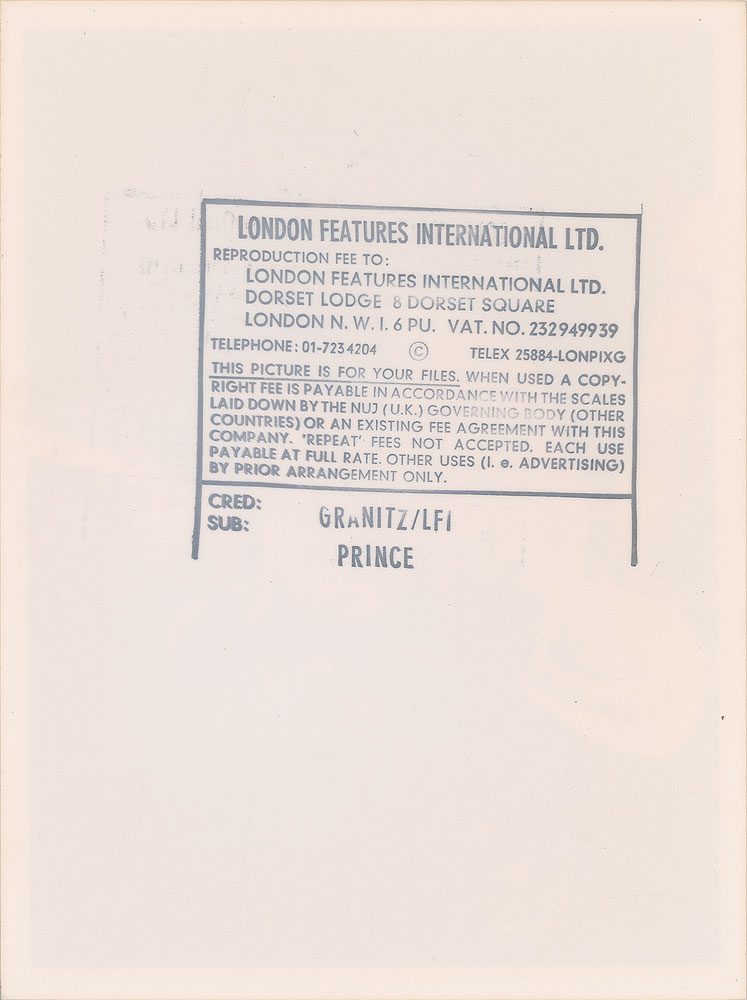 LONDON FEATURES INTERNATIONAL LTD.
REPRODUCTION FEE TO:
LONDON FEATURES INTERNATIONAL LTD.
DORSET LODGE 8 DORSET SQUARE
LONDON N. W. I. 6 PU. VAT. NO. 232949939
TELEPHONE: 01-723 4204 © TELEX 25884-LONPIXG
THIS PICTURE IS FOR YOUR FILES. WHEN USED A COPY-
RIGHT FEE IS PAYABLE IN ACCORDANCE WITH THE SCALES
LAID DOWN BY THE NUJ (U.K.) GOVERNING BODY (OTHER
COUNTRIES) OR AN EXISTING FEE AGREEMENT WITH THIS
COMPANY. 'REPEAT' FEES NOT ACCEPTED. EACH USE
PAYABLE AT FULL RATE. OTHER USES (I. e. ADVERTISING)
BY PRIOR ARRANGEMENT ONLY.
CRED: GRANITZ/LFI
SUB:
PRINCE